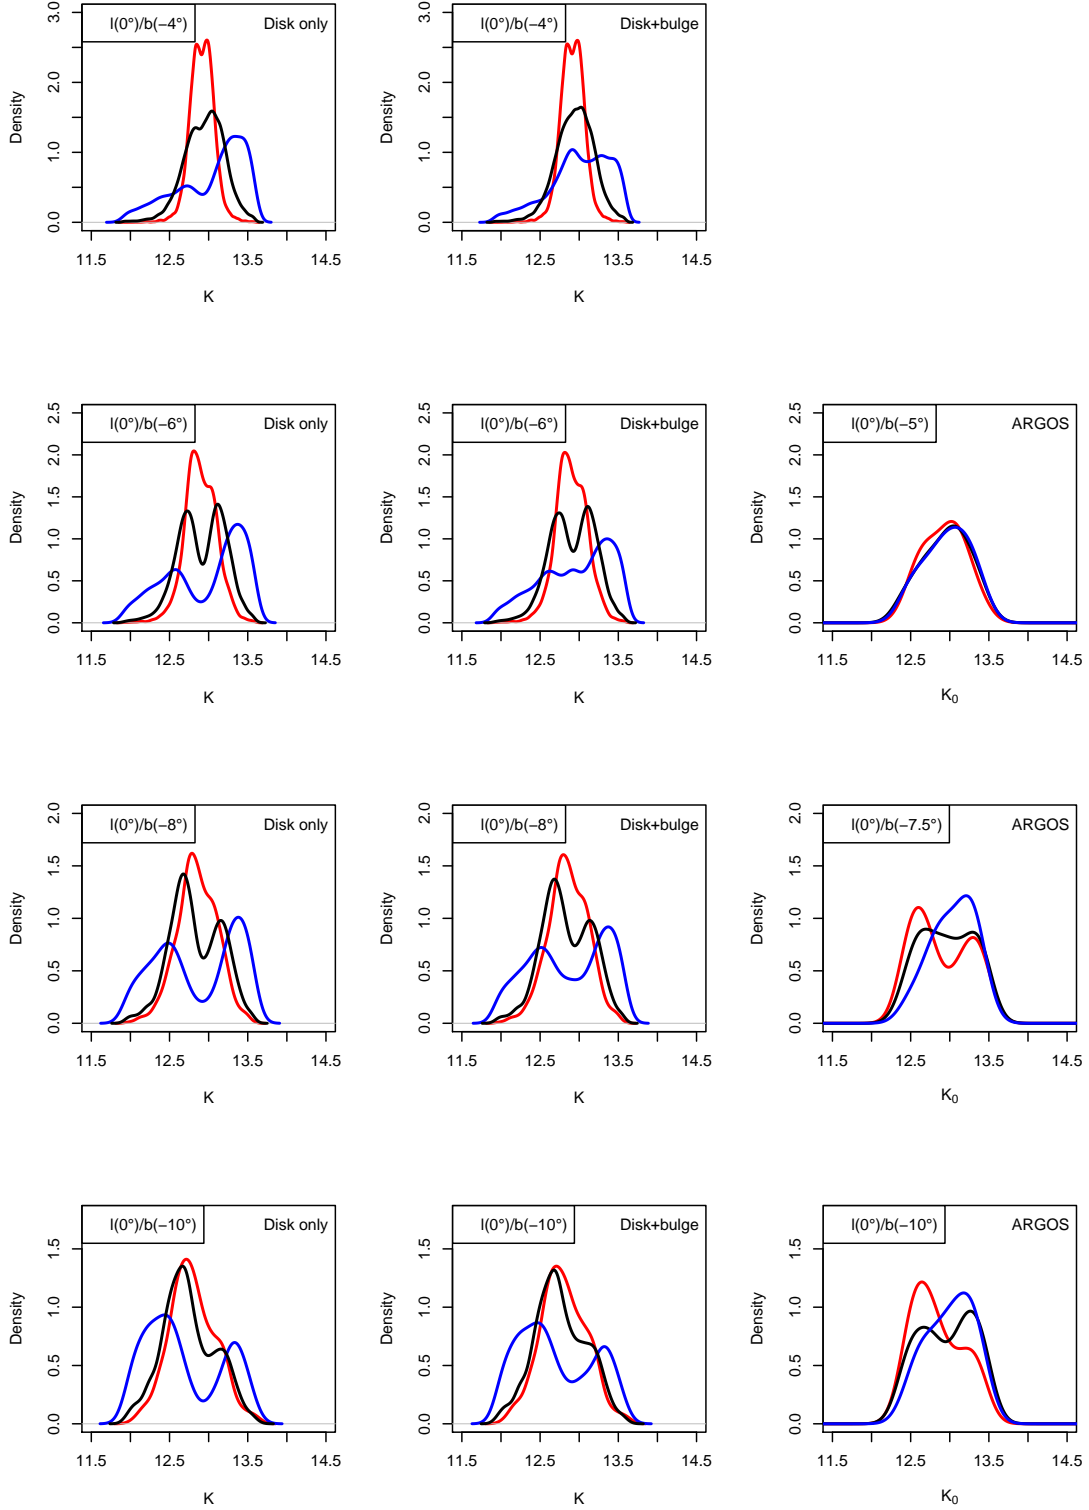 l(0°)/b(−4°)
Disk only
Density
0.0
1.0
2.0
3.0
11.5 12.5 13.5 14.5
K
l(0°)/b(−4°)
Disk+bulge
Density
0.0
1.0
2.0
3.0
11.5 12.5 13.5 14.5
K
l(0°)/b(−6°)
Disk only
Density
0.0
0.5
1.0
1.5
2.0
2.5
11.5 12.5 13.5 14.5
K
l(0°)/b(−6°)
Disk+bulge
Density
0.0
0.5
1.0
1.5
2.0
2.5
11.5 12.5 13.5 14.5
K
l(0°)/b(−5°)
ARGOS
Density
0.0
0.5
1.0
1.5
2.0
2.5
11.5 12.5 13.5 14.5
K₀
l(0°)/b(−8°)
Disk only
Density
0.0
0.5
1.0
1.5
2.0
11.5 12.5 13.5 14.5
K
l(0°)/b(−8°)
Disk+bulge
Density
0.0
0.5
1.0
1.5
2.0
11.5 12.5 13.5 14.5
K
l(0°)/b(−7.5°)
ARGOS
Density
0.0
0.5
1.0
1.5
2.0
11.5 12.5 13.5 14.5
K₀
l(0°)/b(−10°)
Disk only
Density
0.0
0.5
1.0
1.5
11.5 12.5 13.5 14.5
K
l(0°)/b(−10°)
Disk+bulge
Density
0.0
0.5
1.0
1.5
11.5 12.5 13.5 14.5
K
l(0°)/b(−10°)
ARGOS
Density
0.0
0.5
1.0
1.5
11.5 12.5 13.5 14.5
K₀